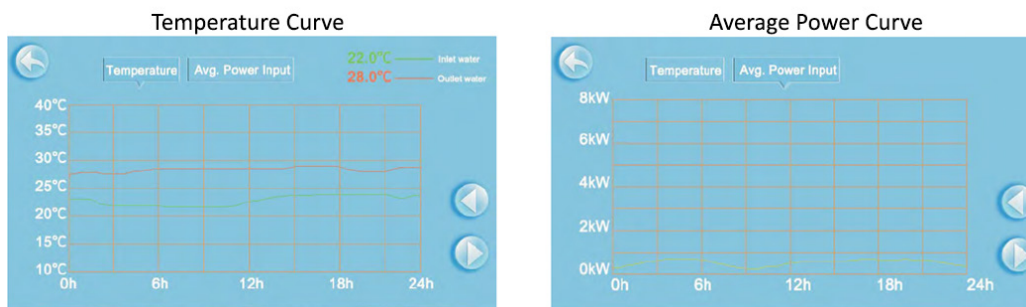 Temperature Curve
Temperature
Avg. Power Input
22.0°C
Inlet water
28.0°C
Outlet water
40°C
35°C
30°C
25°C
20°C
15°C
10°C
0h
6h
12h
18h
24h
Average Power Curve
Temperature
Avg. Power Input
8kW
6kW
4kW
2kW
0kW
0h
6h
12h
18h
24h